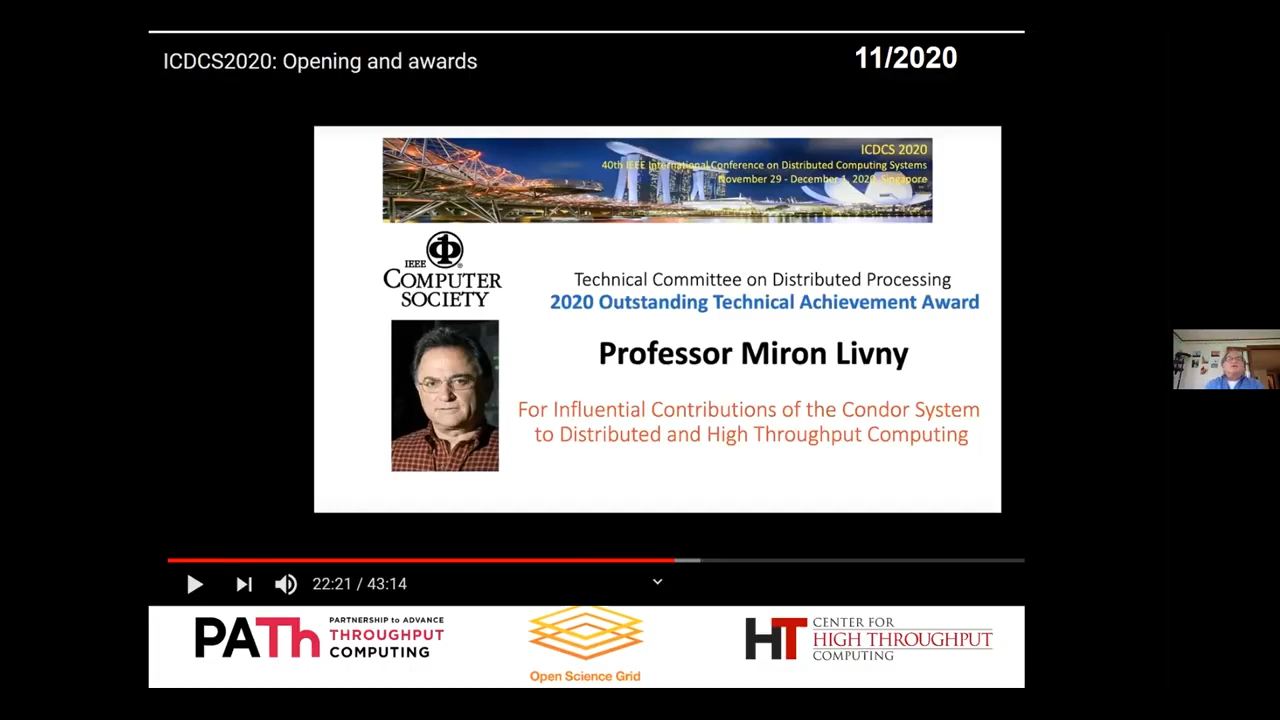 ICDCS2020: Opening and awards
11/2020
ICDCS 2020
40th IEEE International Conference on Distributed Computing Systems
November 29 - December 1, 2020, Singapore
IEEE
COMPUTER
SOCIETY
Technical Committee on Distributed Processing
2020 Outstanding Technical Achievement Award
Professor Miron Livny
For Influential Contributions of the Condor System
to Distributed and High Throughput Computing
22:21 / 43:14
PATh
PARTNERSHIP to ADVANCE
THROUGHPUT
COMPUTING
Open Science Grid
HT
CENTER FOR
HIGH THROUGHPUT
COMPUTING